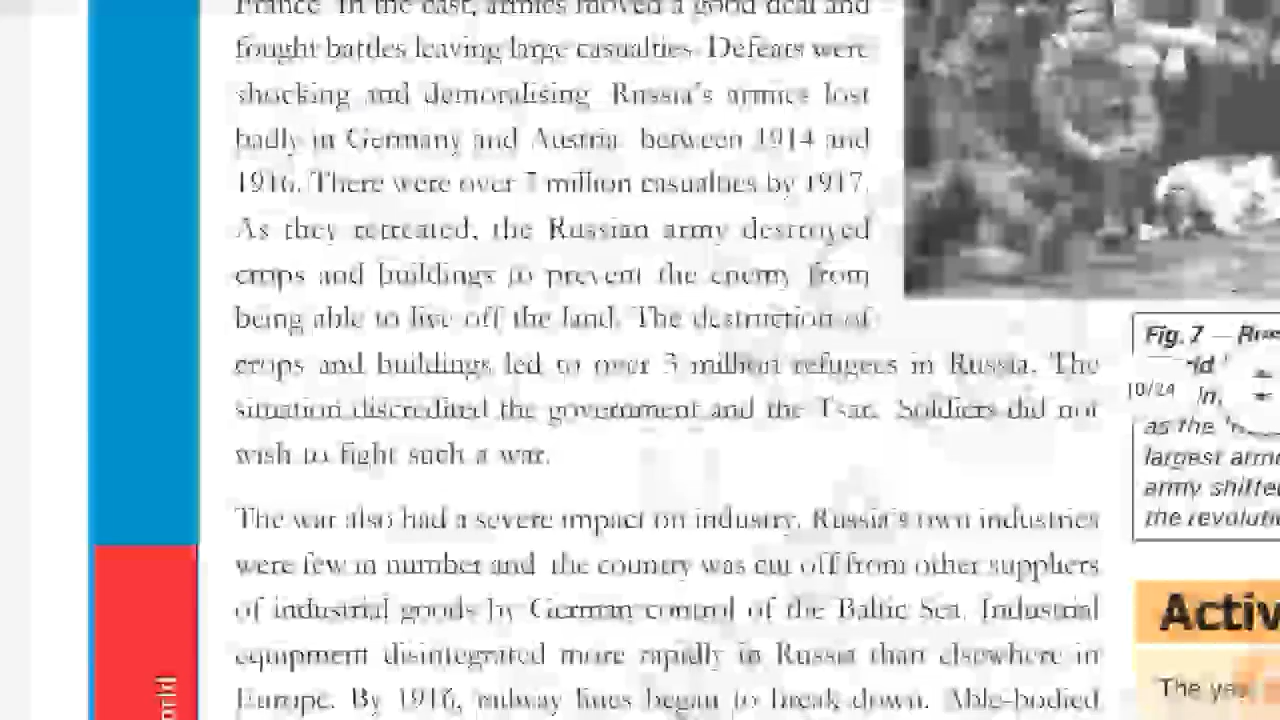 France. In the east, armies moved a good deal and
fought battles leaving large casualties. Defeats were
shocking and demoralising. Russia's armies lost
badly in Germany and Austria between 1914 and
1916. There were over 7 million casualties by 1917.
As they retreated, the Russian army destroyed
crops and buildings to prevent the enemy from
being able to live off the land. The destruction of
crops and buildings led to over 3 million refugees in Russia. The
situation discredited the government and the Tsar. Soldiers did not
wish to fight such a war.
The war also had a severe impact on industry. Russia's own industries
were few in number and the country was cut off from other suppliers
of industrial goods by German control of the Baltic Sea. Industrial
equipment disintegrated more rapidly in Russia than elsewhere in
Europe. By 1916, railway lines began to break down. Able-bodied
Fig. 7 —
10/24
as the
largest
army
the
Activ
The
orld